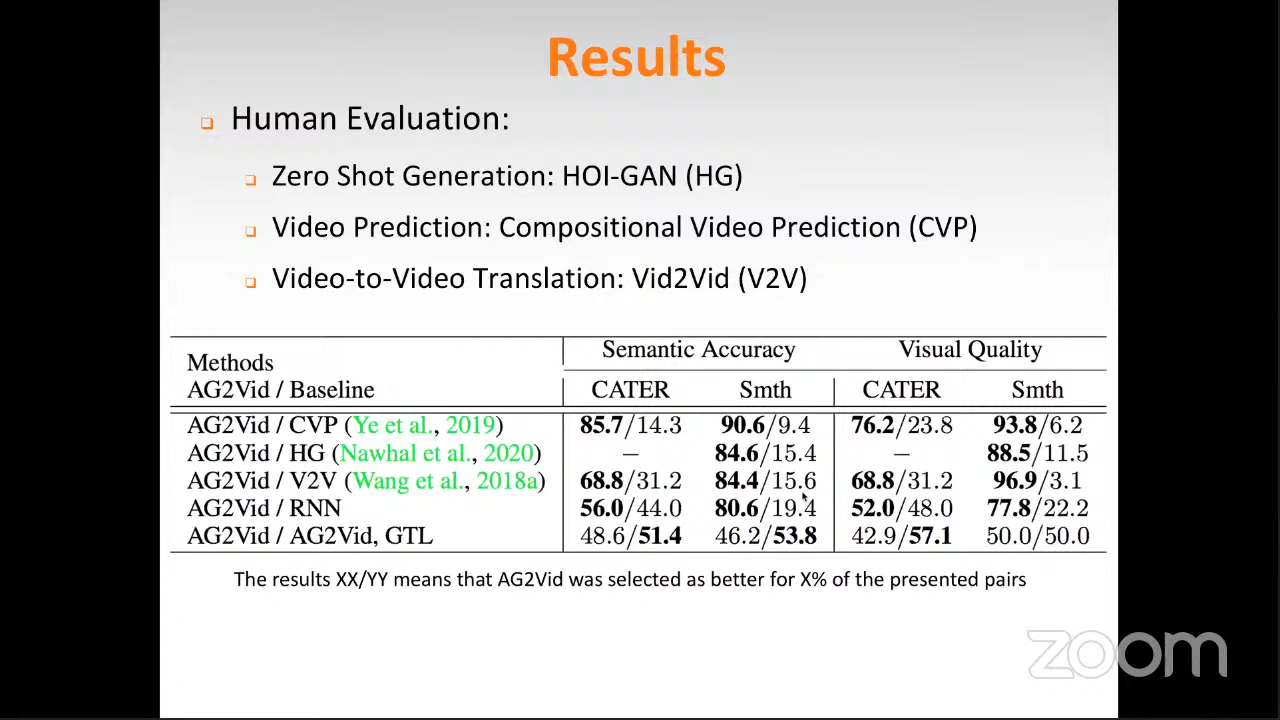 Results
Human Evaluation:
Zero Shot Generation: HOI-GAN (HG)
Video Prediction: Compositional Video Prediction (CVP)
Video-to-Video Translation: Vid2Vid (V2V)
Methods Semantic Accuracy Visual Quality
AG2Vid / Baseline CATER Smth CATER Smth
AG2Vid / CVP (Ye et al., 2019) 85.7/14.3 90.6/9.4 76.2/23.8 93.8/6.2
AG2Vid / HG (Nawhal et al., 2020) – 84.6/15.4 – 88.5/11.5
AG2Vid / V2V (Wang et al., 2018a) 68.8/31.2 84.4/15.6 68.8/31.2 96.9/3.1
AG2Vid / RNN 56.0/44.0 80.6/19.4 52.0/48.0 77.8/22.2
AG2Vid / AG2Vid, GTL 48.6/51.4 46.2/53.8 42.9/57.1 50.0/50.0
The results XX/YY means that AG2Vid was selected as better for X% of the presented pairs
zoom